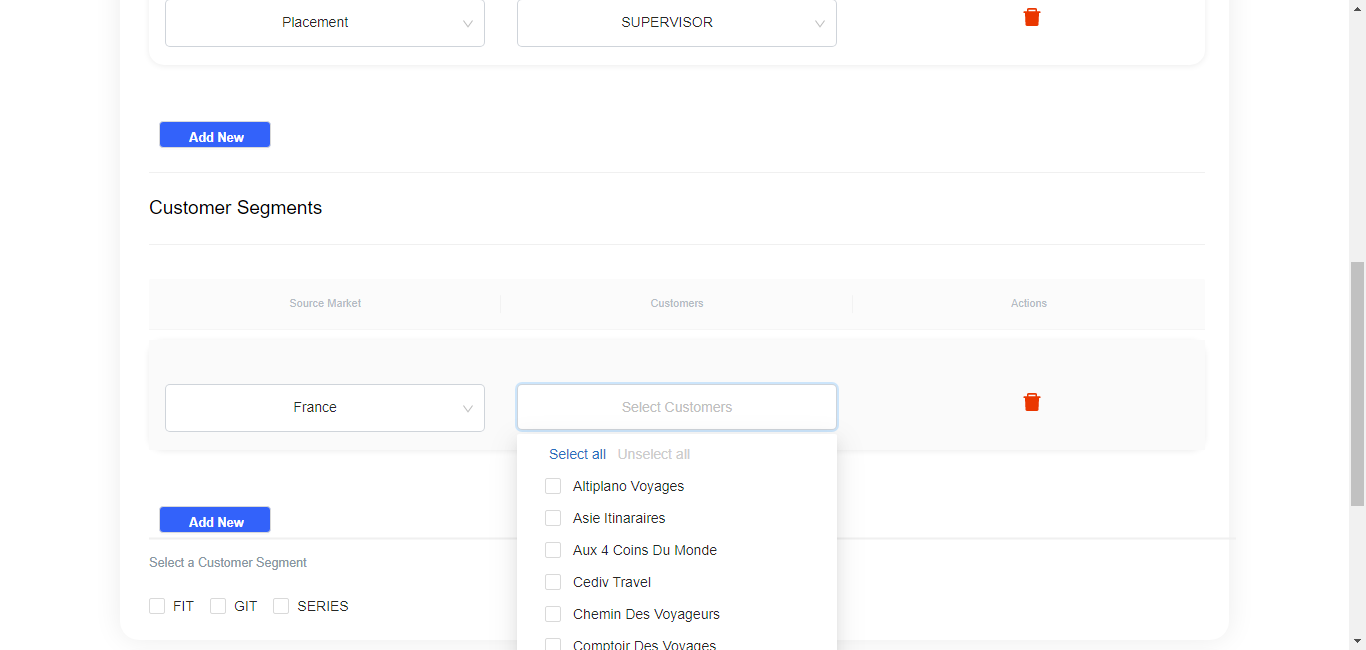 Placement SUPERVISOR
Add New
Customer Segments
Source Market Customers Actions
France Select Customers
Select all Unselect all
Altiplano Voyages
Asie Itinaraires
Aux 4 Coins Du Monde
Cediv Travel
Chemin Des Voyageurs
Comptoir Des Voyages
Add New
Select a Customer Segment
FIT GIT SERIES